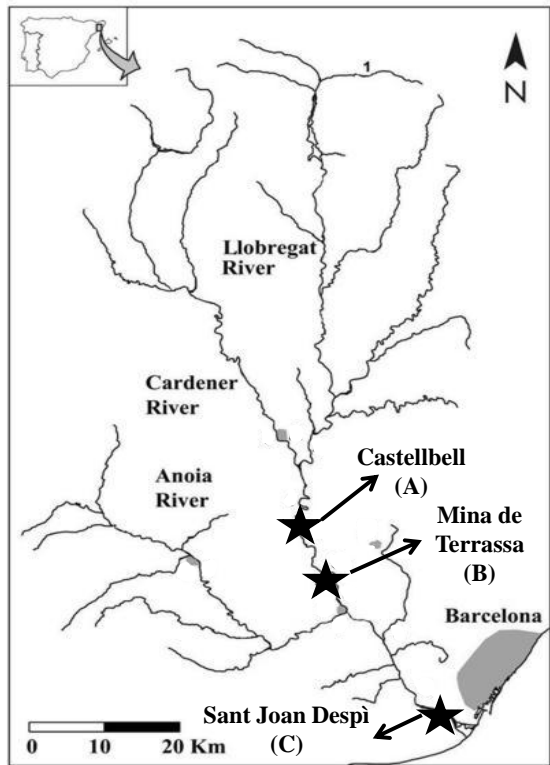 1
N
Llobregat
River
Cardener
River
Anoia
River
Castellbell
(A)
Mina de
Terrassa
(B)
Barcelona
Sant Joan Despì
(C)
0 10 20 Km